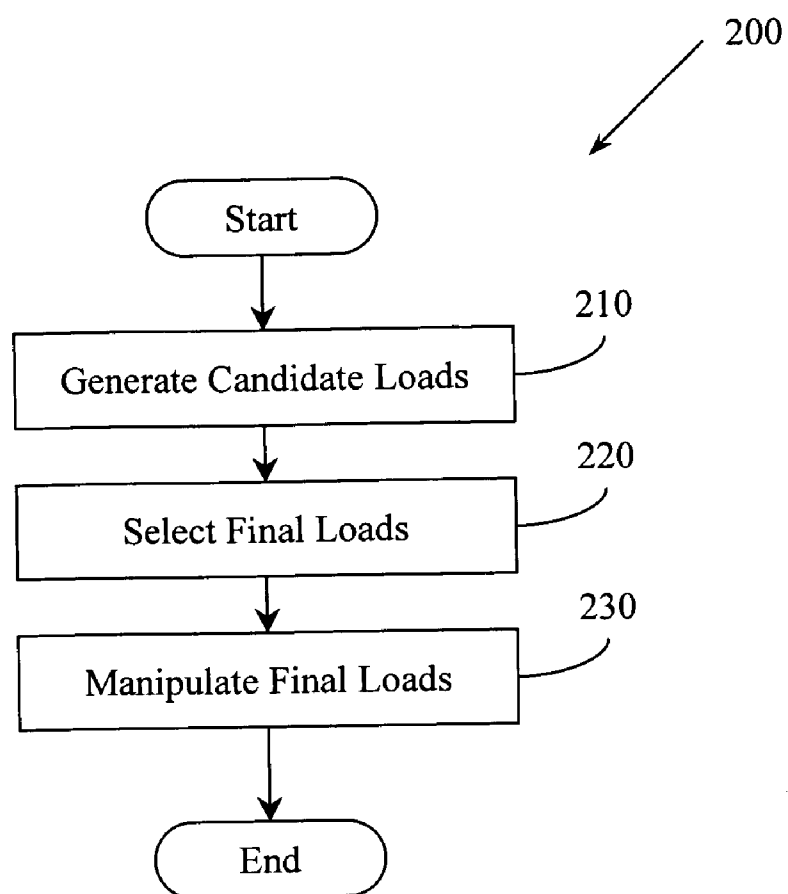 200
Start
210
Generate Candidate Loads
220
Select Final Loads
230
Manipulate Final Loads
End